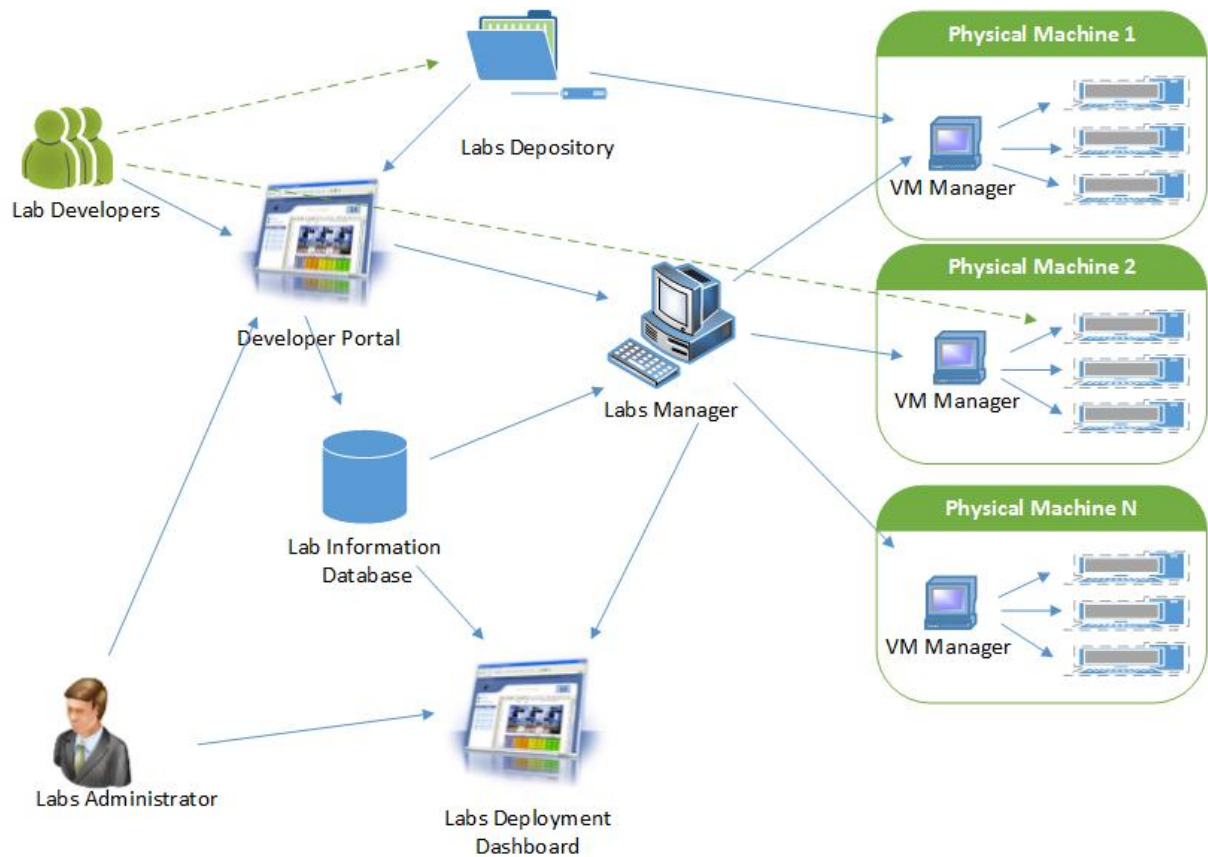 Physical Machine 1
Labs Depository
VM Manager
Lab Developers
Physical Machine 2
Developer Portal
VM Manager
Labs Manager
Physical Machine N
Lab Information
Database
VM Manager
Labs Administrator
Labs Deployment
Dashboard